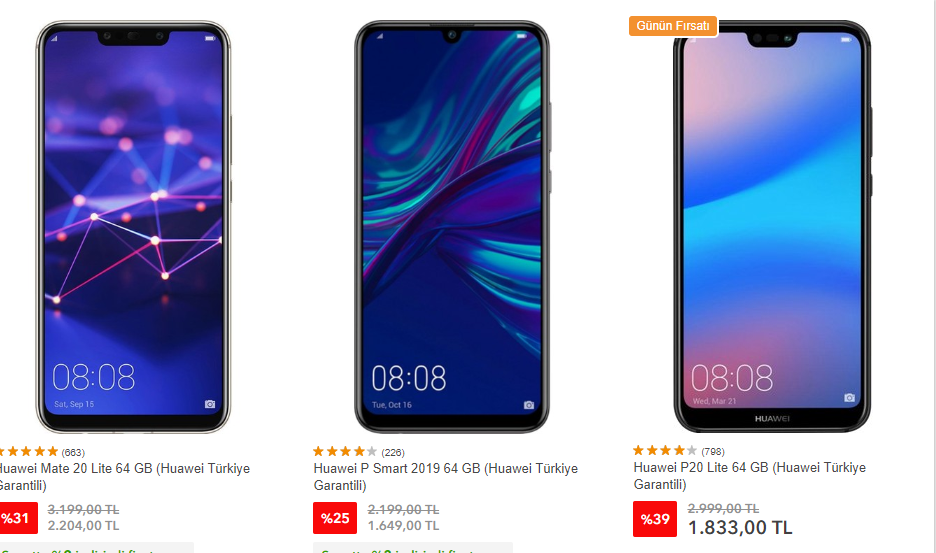 Günün Fırsatı
08:08
Sat, Sep 15
08:08
Tue, Oct 16
08:08
Wed, Mar 21
HUAWEI
(663)
Huawei Mate 20 Lite 64 GB (Huawei Türkiye
Garantili)
%31
3.199,00 TL
2.204,00 TL
(226)
Huawei P Smart 2019 64 GB (Huawei Türkiye
Garantili)
%25
2.199,00 TL
1.649,00 TL
(798)
Huawei P20 Lite 64 GB (Huawei Türkiye
Garantili)
%39
2.999,00 TL
1.833,00 TL